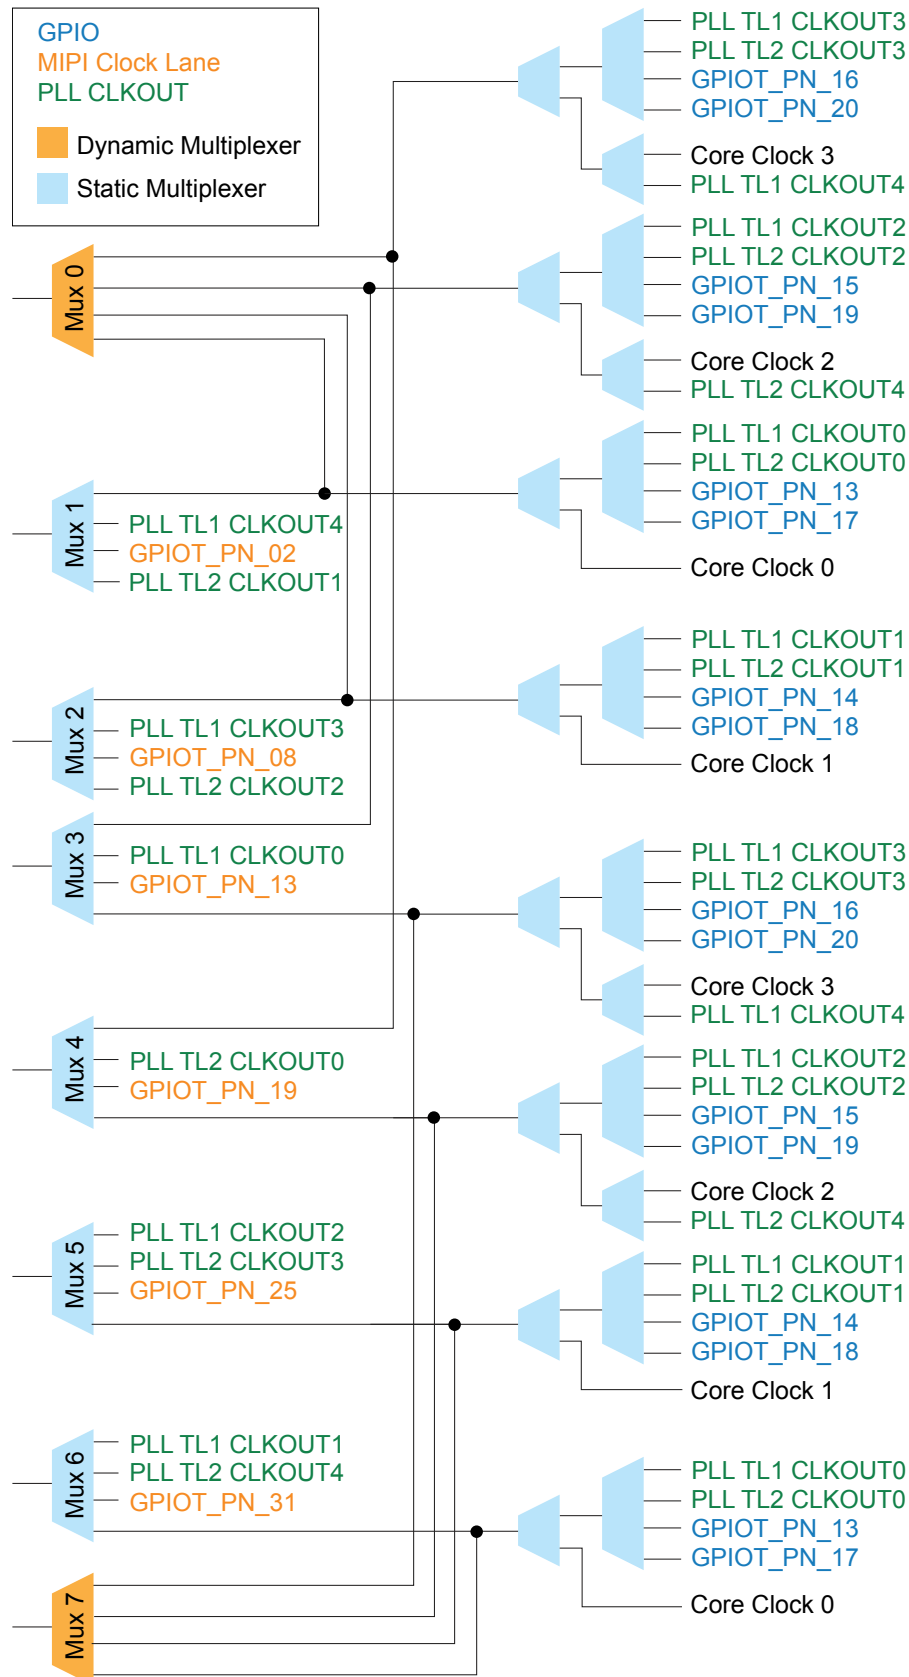 GPIO
MIPI Clock Lane
PLL CLKOUT
Dynamic Multiplexer
Static Multiplexer
PLL TL1 CLKOUT3
PLL TL2 CLKOUT3
GPIOT_PN_16
GPIOT_PN_20
Core Clock 3
PLL TL1 CLKOUT4
Mux 0
PLL TL1 CLKOUT2
PLL TL2 CLKOUT2
GPIOT_PN_15
GPIOT_PN_19
Core Clock 2
PLL TL2 CLKOUT4
PLL TL1 CLKOUT0
PLL TL2 CLKOUT0
GPIOT_PN_13
GPIOT_PN_17
Core Clock 0
Mux 1
PLL TL1 CLKOUT4
GPIOT_PN_02
PLL TL2 CLKOUT1
PLL TL1 CLKOUT1
PLL TL2 CLKOUT1
GPIOT_PN_14
GPIOT_PN_18
Core Clock 1
Mux 2
PLL TL1 CLKOUT3
GPIOT_PN_08
PLL TL2 CLKOUT2
Mux 3
PLL TL1 CLKOUT0
GPIOT_PN_13
PLL TL1 CLKOUT3
PLL TL2 CLKOUT3
GPIOT_PN_16
GPIOT_PN_20
Core Clock 3
PLL TL1 CLKOUT4
Mux 4
PLL TL2 CLKOUT0
GPIOT_PN_19
PLL TL1 CLKOUT2
PLL TL2 CLKOUT2
GPIOT_PN_15
GPIOT_PN_19
Core Clock 2
PLL TL2 CLKOUT4
Mux 5
PLL TL1 CLKOUT2
PLL TL2 CLKOUT3
GPIOT_PN_25
PLL TL1 CLKOUT1
PLL TL2 CLKOUT1
GPIOT_PN_14
GPIOT_PN_18
Core Clock 1
Mux 6
PLL TL1 CLKOUT1
PLL TL2 CLKOUT4
GPIOT_PN_31
PLL TL1 CLKOUT0
PLL TL2 CLKOUT0
GPIOT_PN_13
GPIOT_PN_17
Core Clock 0
Mux 7